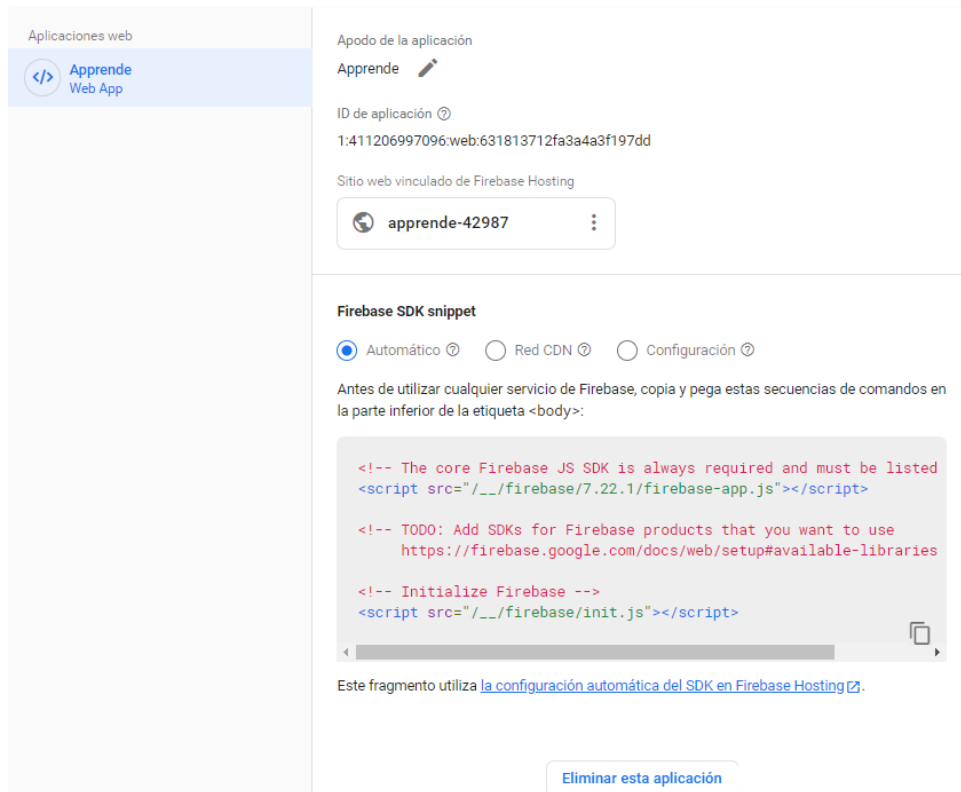 Aplicaciones web
</>
Apprende
Web App
Apodo de la aplicación
Apprende
ID de aplicación ?
1:411206997096:web:631813712fa3a4a3f197dd
Sitio web vinculado de Firebase Hosting
apprende-42987
Firebase SDK snippet
Automático ? Red CDN ? Configuración ?
Antes de utilizar cualquier servicio de Firebase, copia y pega estas secuencias de comandos en
la parte inferior de la etiqueta <body>:
<!-- The core Firebase JS SDK is always required and must be listed
<script src="/__/firebase/7.22.1/firebase-app.js"></script>
<!-- TODO: Add SDKs for Firebase products that you want to use
https://firebase.google.com/docs/web/setup#available-libraries
<!-- Initialize Firebase -->
<script src="/__/firebase/init.js"></script>
Este fragmento utiliza la configuración automática del SDK en Firebase Hosting.
Eliminar esta aplicación